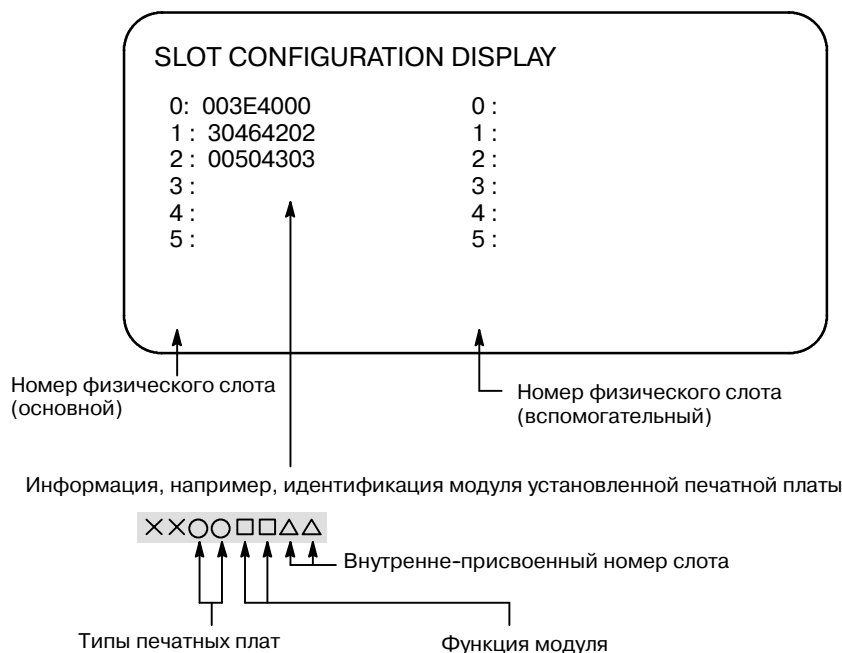 SLOT CONFIGURATION DISPLAY
0: 003E4000 0 :
1 : 30464202 1 :
2 : 00504303 2 :
3 : 3 :
4 : 4 :
5 : 5 :
Номер физического слота
(основной)
Номер физического слота
(вспомогательный)
Информация, например, идентификация модуля установленной печатной платы
××○○□□△△
Внутренне-присвоенный номер слота
Типы печатных плат
Функция модуля